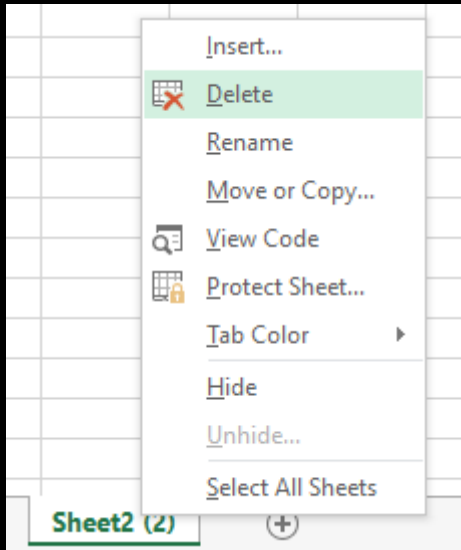 Insert...
Delete
Rename
Move or Copy...
View Code
Protect Sheet...
Tab Color
Hide
Unhide...
Select All Sheets
Sheet2 (2)